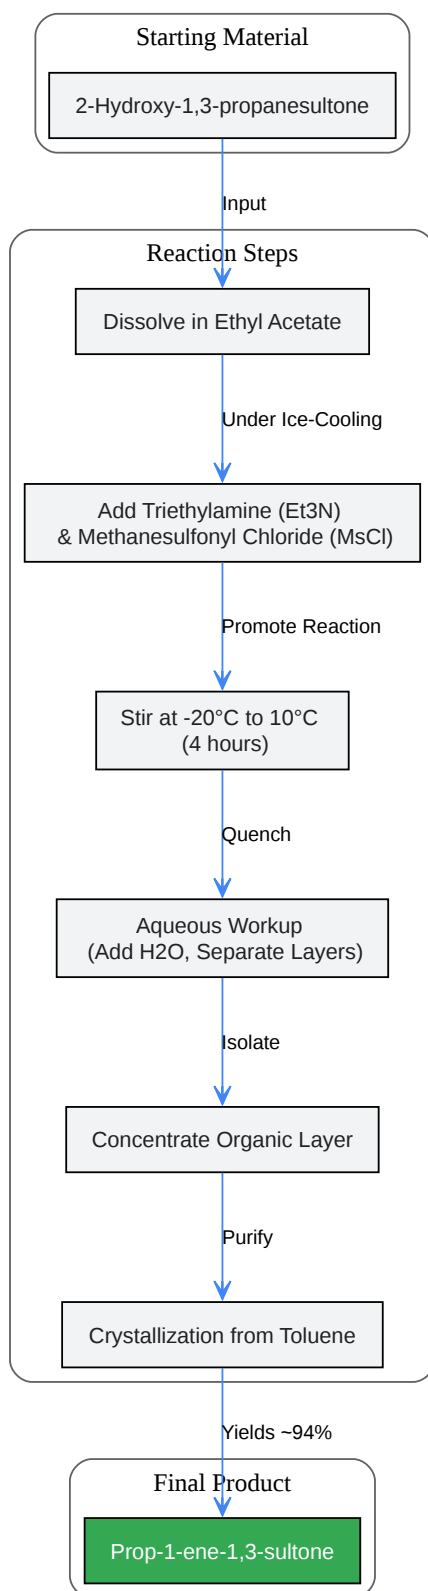 Starting Material
2-Hydroxy-1,3-propanesultone
Input
Reaction Steps
Dissolve in Ethyl Acetate
Under Ice-Cooling
Add Triethylamine (Et3N)
& Methanesulfonyl Chloride (MsCl)
Promote Reaction
Stir at -20°C to 10°C
(4 hours)
Quench
Aqueous Workup
(Add H2O, Separate Layers)
Isolate
Concentrate Organic Layer
Purify
Crystallization from Toluene
Yields ~94%
Final Product
Prop-1-ene-1,3-sultone